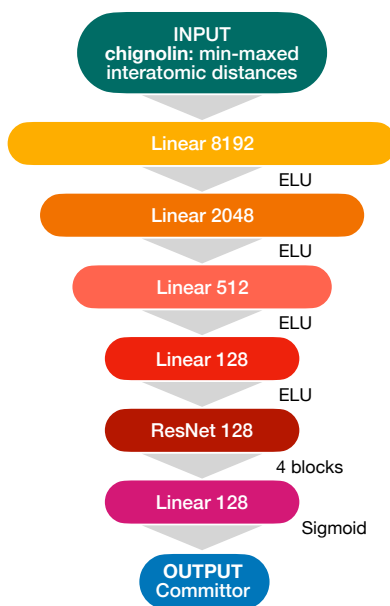 INPUT
chignolin: min-maxed
interatomic distances
Linear 8192
ELU
Linear 2048
ELU
Linear 512
ELU
Linear 128
ELU
ResNet 128
4 blocks
Linear 128
Sigmoid
OUTPUT
Committor